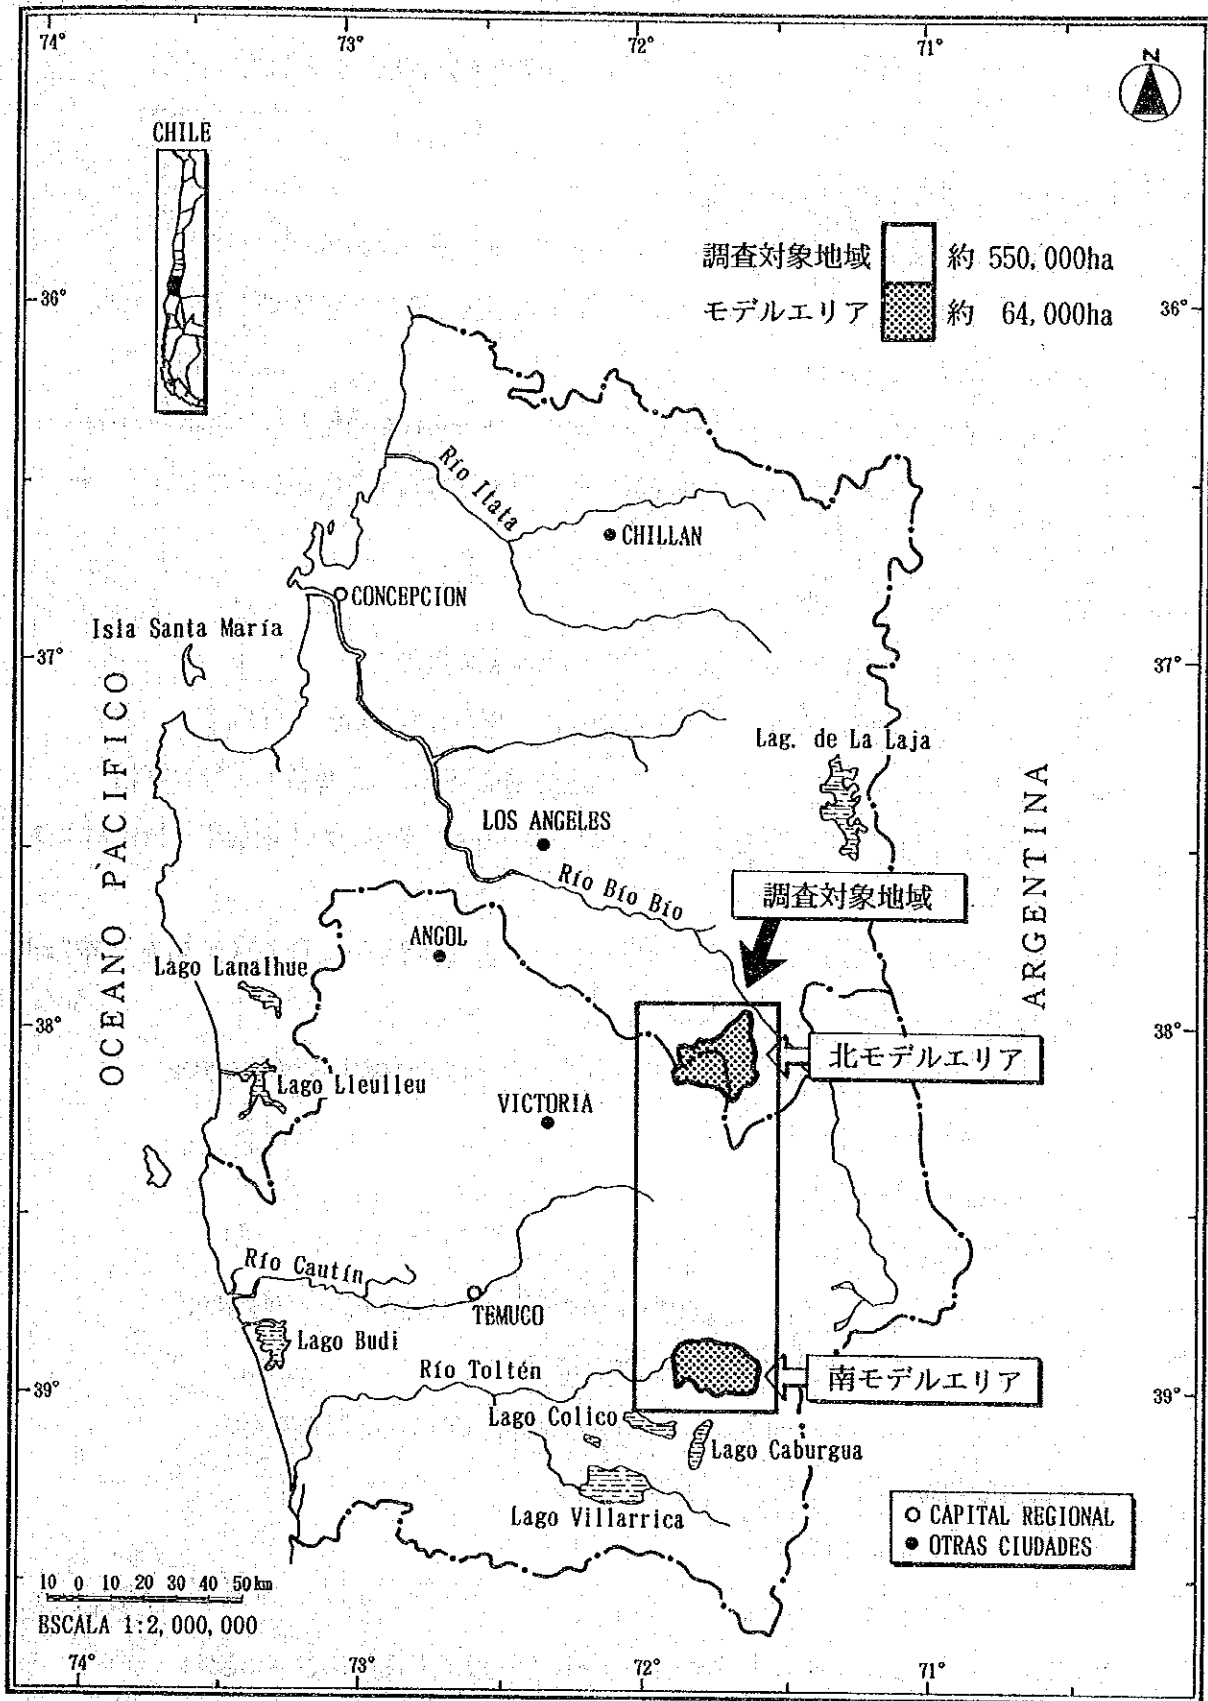 74°
73°
72°
71°
N
CHILE
調査対象地域 約 550,000ha
モデルエリア 約 64,000ha
36°
36°
Río Itata
CHILLAN
CONCEPCION
Isla Santa María
37°
37°
OCEANO PACIFICO
Lag. de La Laja
ARGENTINA
LOS ANGELES
Río Bío Bío
調査対象地域
ANGOL
Lago Lanalhue
38°
38°
北モデルエリア
Lago Lleulleu
VICTORIA
Río Cautín
TEMUCO
Lago Budi
Río Toltén
南モデルエリア
39°
39°
Lago Colico
Lago Caburgua
Lago Villarrica
CAPITAL REGIONAL
OTRAS CIUDADES
10 0 10 20 30 40 50km
ESCALA 1:2,000,000
74°
73°
72°
71°